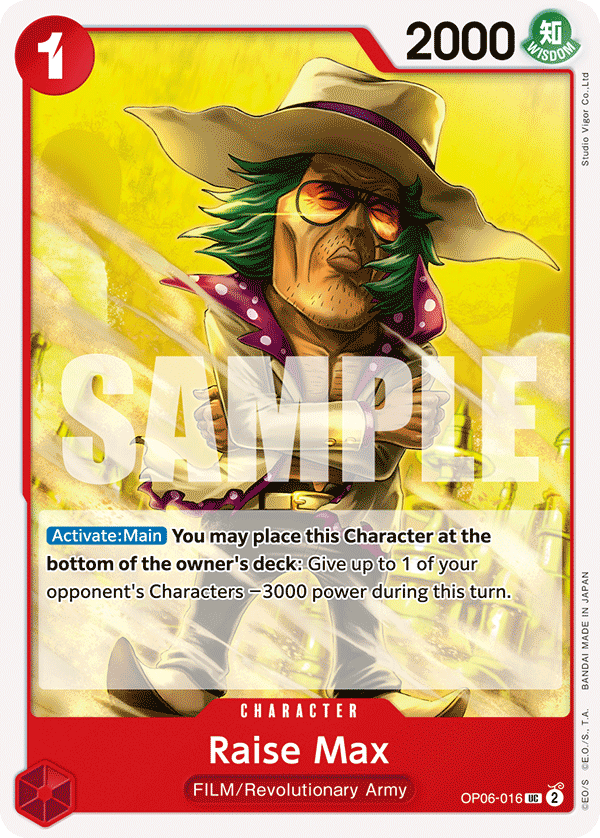 1
2000
知
WISDOM
Studio Vigor Co.,Ltd
SAMPLE
Activate:Main You may place this Character at the
bottom of the owner's deck: Give up to 1 of your
opponent's Characters −3000 power during this turn.
CHARACTER
Raise Max
FILM/Revolutionary Army
OP06-016 UC 2
©E.O/S ©E.O./S., T.A. BANDAI MADE IN JAPAN